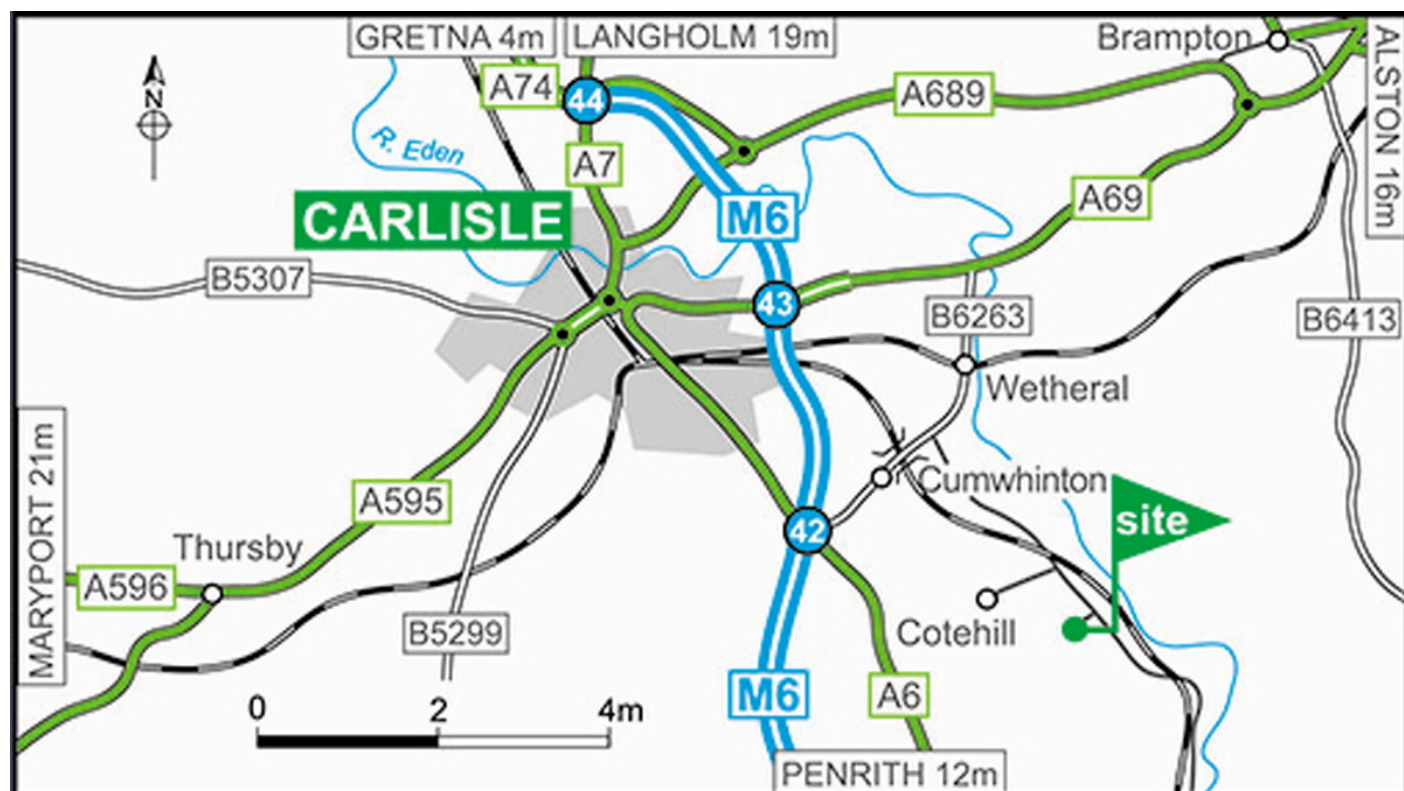 GRETNA 4m
LANGHOLM 19m
Brampton
ALSTON 16m
A74
44
A689
N
R. Eden
A7
A69
CARLISLE
M6
B5307
43
B6263
B6413
Wetheral
MARYPORT 21m
A595
Cumwhinton
site
42
Thursby
A596
B5299
Cotehill
M6
A6
0 2 4m
PENRITH 12m